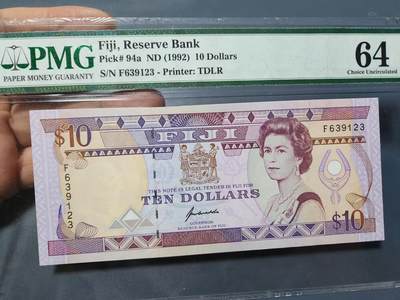 PMG
PAPER MONEY GUARANTY
Fiji, Reserve Bank
Pick# 94a ND (1992) 10 Dollars
S/N F639123 - Printer: TDLR
64
Choice Uncirculated
$10
FIJI
F639123
F639123
THIS NOTE IS LEGAL TENDER IN FIJI FOR
TEN DOLLARS
GOVERNOR
RESERVE BANK OF FIJI
$10